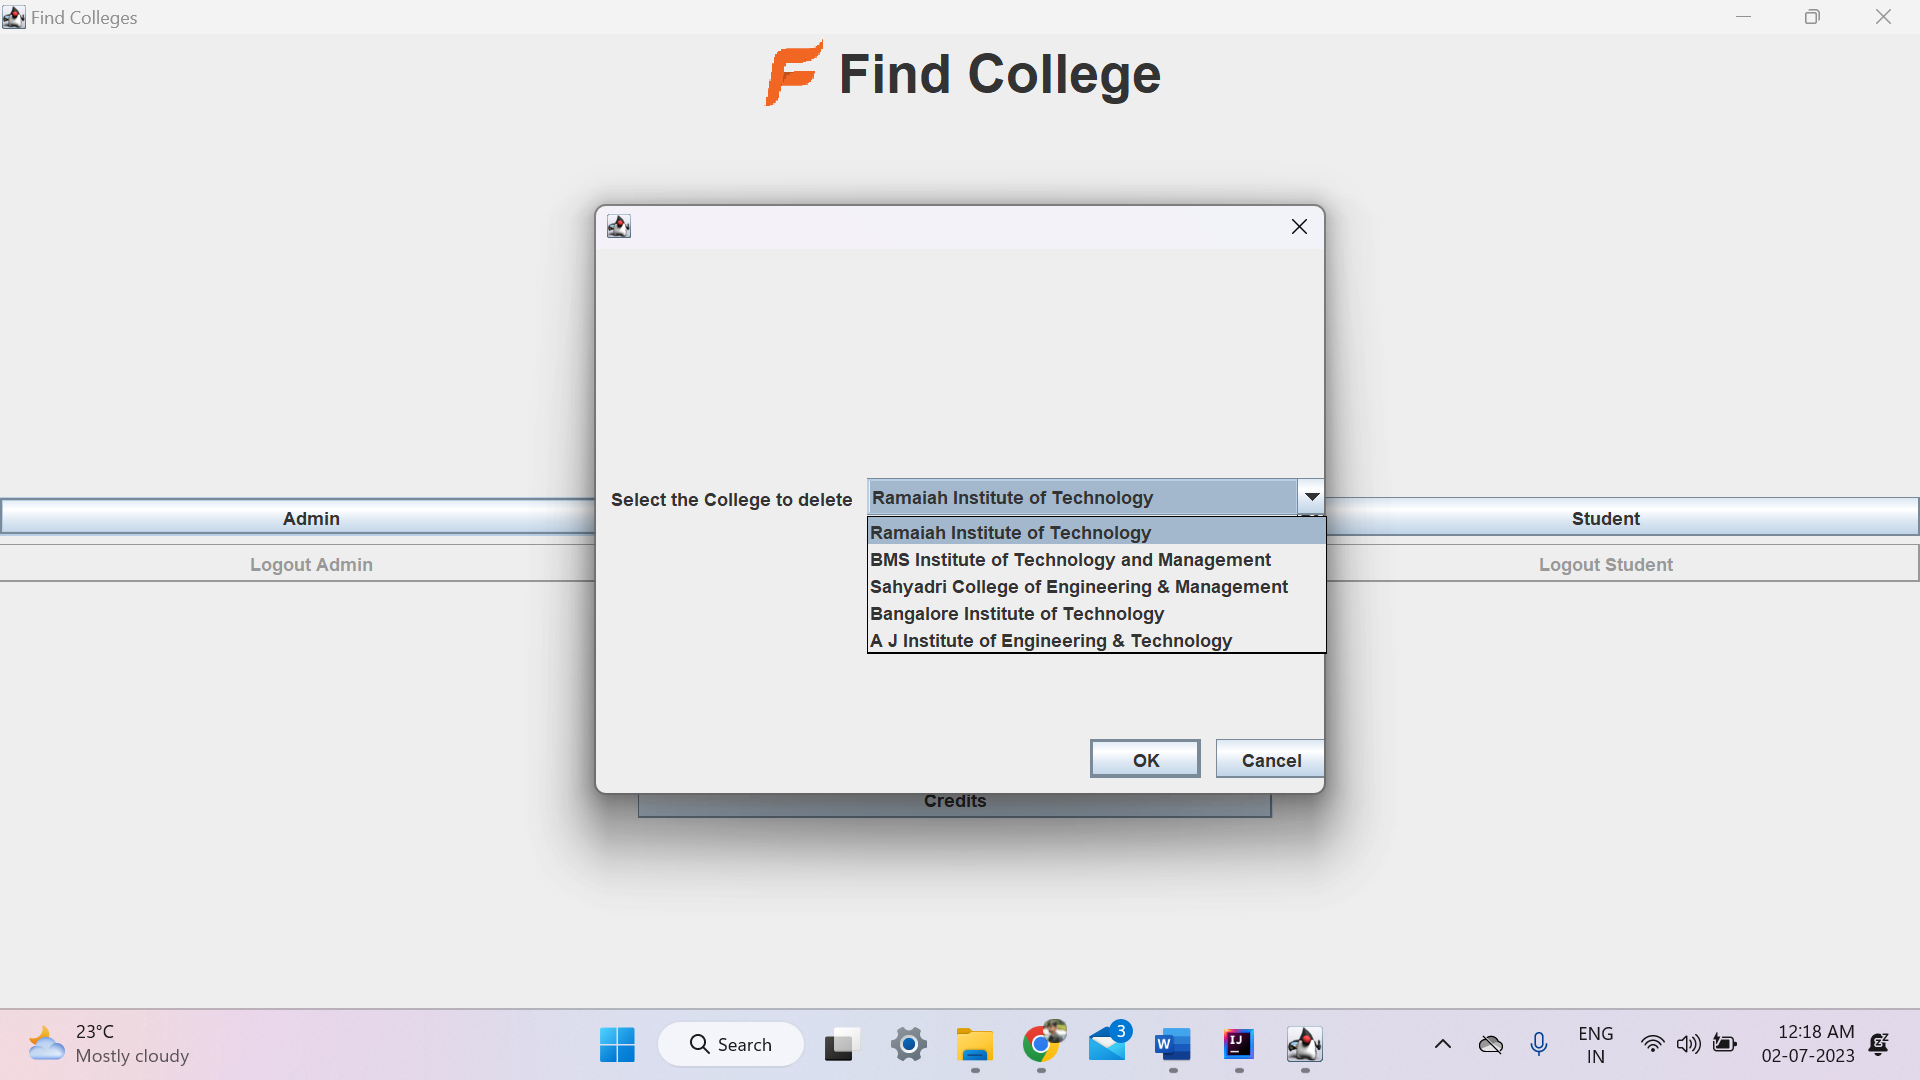 Find Colleges
Find College
Select the College to delete
Ramaiah Institute of Technology
Ramaiah Institute of Technology
BMS Institute of Technology and Management
Sahyadri College of Engineering & Management
Bangalore Institute of Technology
A J Institute of Engineering & Technology
Admin
Student
Logout Admin
Logout Student
OK
Cancel
Credits
23°C
Mostly cloudy
Search
3
W
IJ
ENG
IN
12:18 AM
02-07-2023